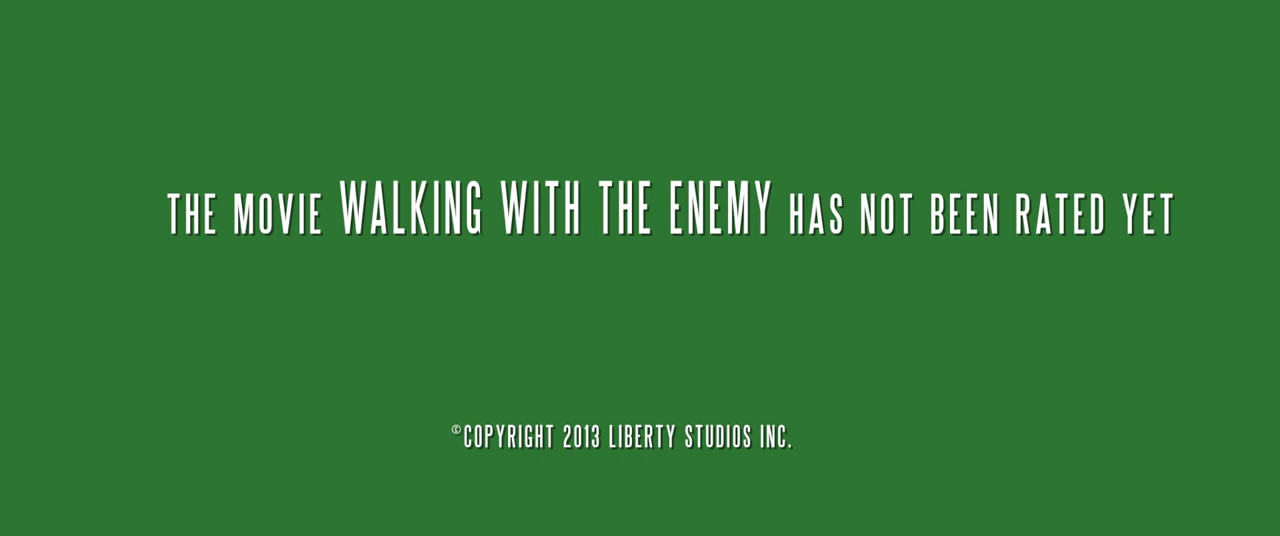 THE MOVIE WALKING WITH THE ENEMY HAS NOT BEEN RATED YET
©COPYRIGHT 2013 LIBERTY STUDIOS INC.